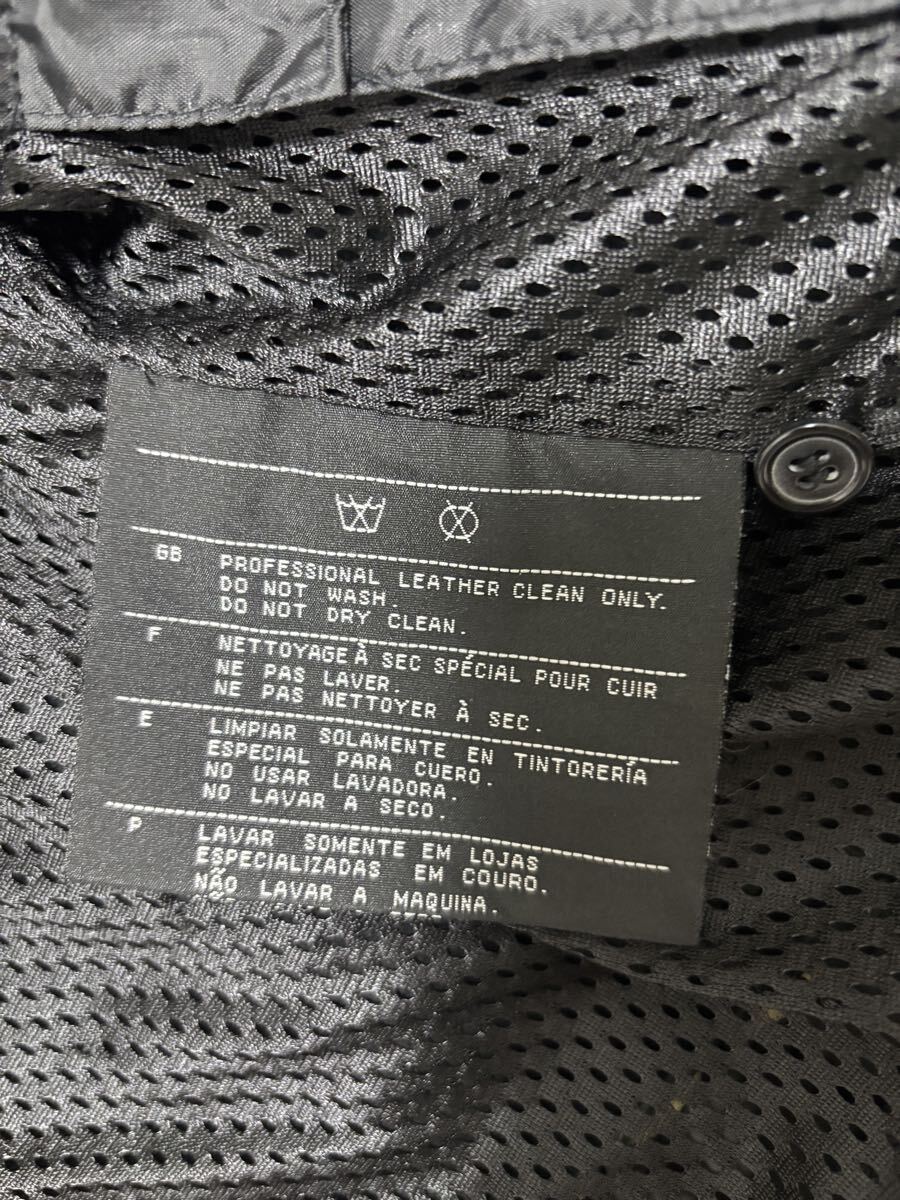 GB PROFESSIONAL LEATHER CLEAN ONLY.
DO NOT WASH.
DO NOT DRY CLEAN.
F NETTOYAGE À SEC SPÉCIAL POUR CUIR
NE PAS LAVER.
NE PAS NETTOYER À SEC.
E LIMPIAR SOLAMENTE EN TINTORERÍA
ESPECIAL PARA CUERO.
NO USAR LAVADORA.
NO LAVAR A SECO.
P LAVAR SOMENTE EM LOJAS
ESPECIALIZADAS EM COURO.
NÃO LAVAR A MAQUINA.